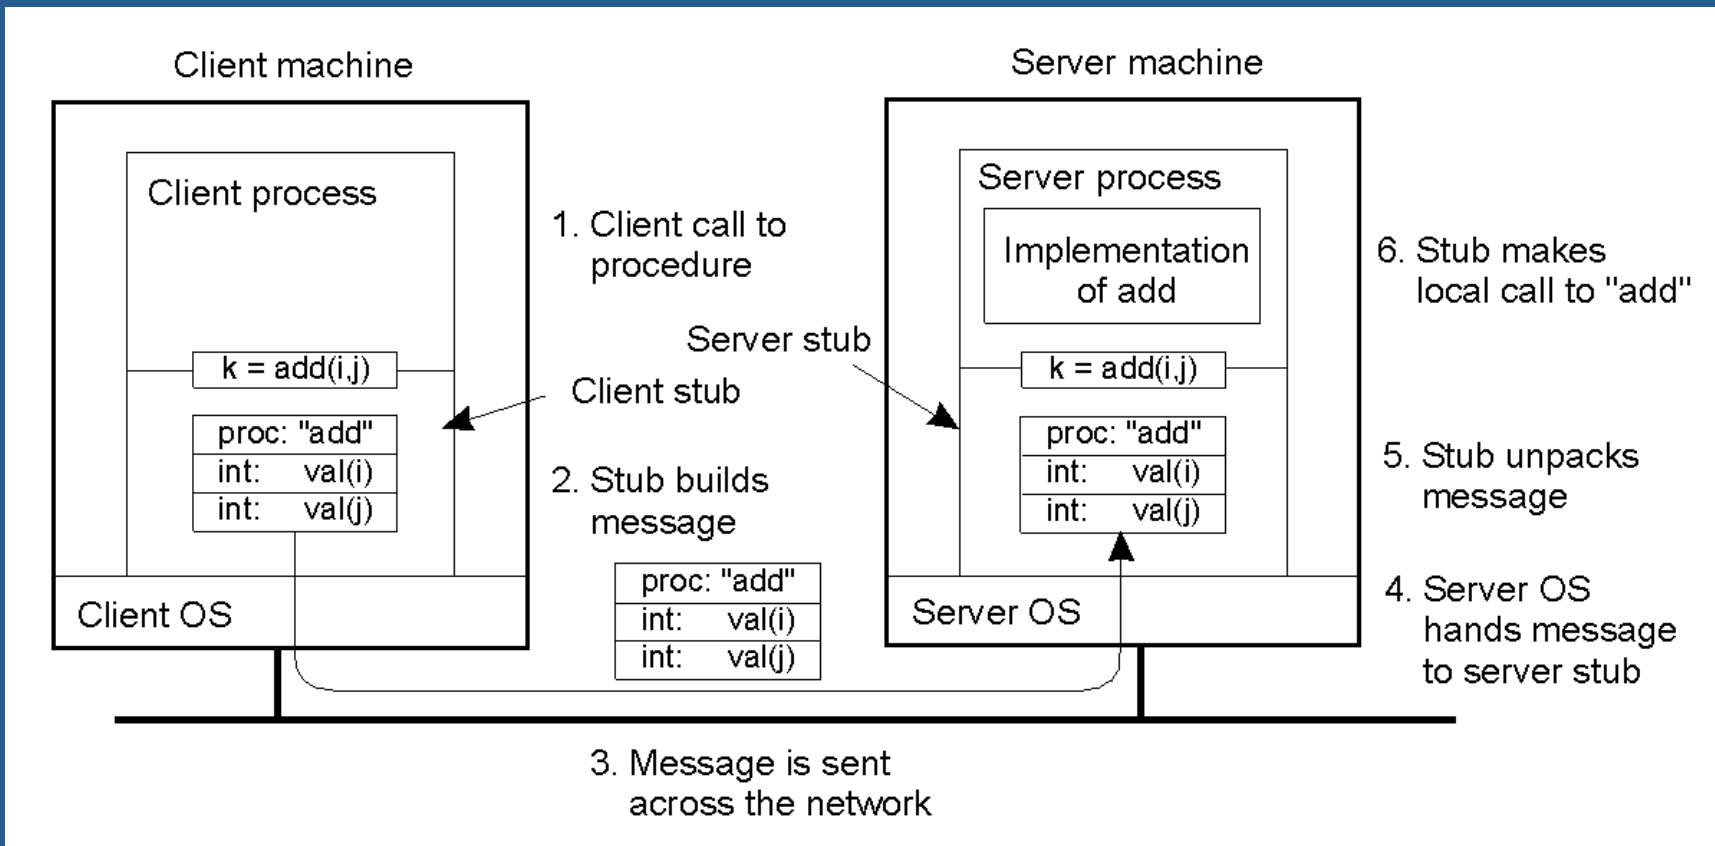 Client machine
Server machine
Client process
1. Client call to
procedure
k = add(i,j)
Client stub
proc: "add"
int: val(i)
int: val(j)
2. Stub builds
message
proc: "add"
int: val(i)
int: val(j)
Client OS
3. Message is sent
across the network
Server process
Implementation
of add
6. Stub makes
local call to "add"
Server stub
k = add(i,j)
proc: "add"
int: val(i)
int: val(j)
5. Stub unpacks
message
Server OS
4. Server OS
hands message
to server stub